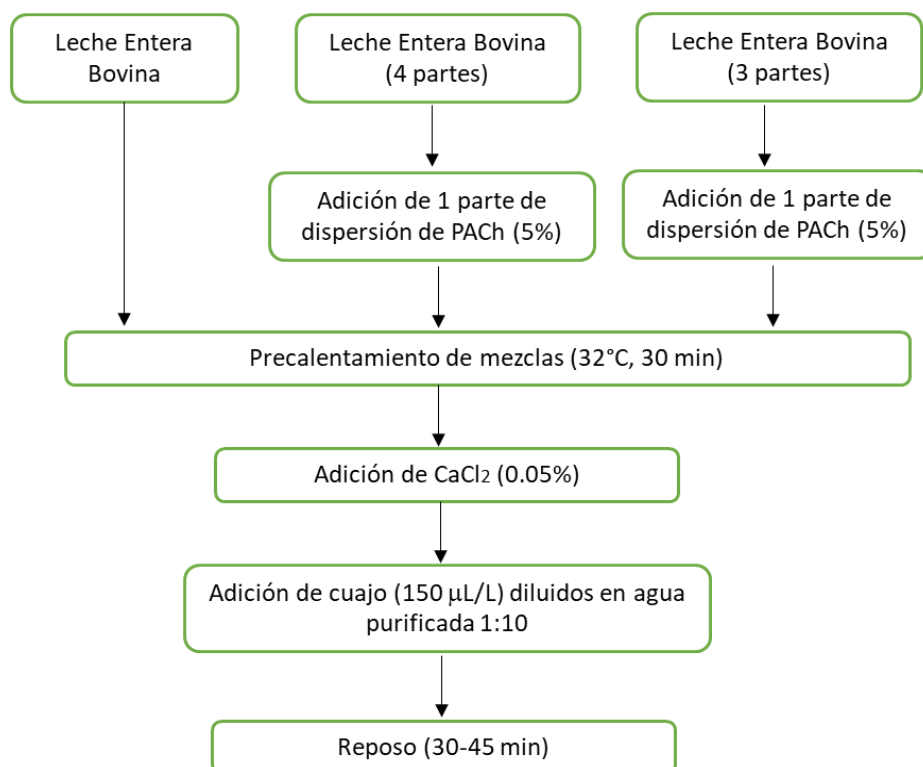 Leche Entera
Bovina
Leche Entera Bovina
(4 partes)
Leche Entera Bovina
(3 partes)
Adición de 1 parte de
dispersión de PACh (5%)
Adición de 1 parte de
dispersión de PACh (5%)
Precalentamiento de mezclas (32°C, 30 min)
Adición de CaCl2 (0.05%)
Adición de cuajo (150 µL/L) diluidos en agua
purificada 1:10
Reposo (30-45 min)